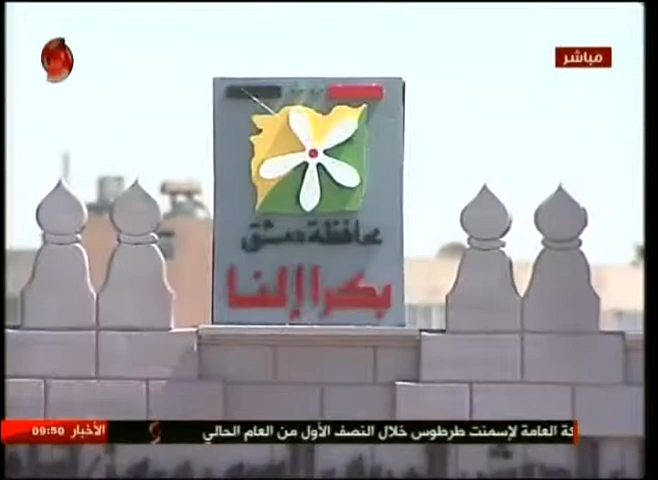 مباشر
محافظة دمشق
بكرا إلنا
09:50 الأخبار
كة العامة لإسمنت طرطوس خلال النصف الأول من العام الحالي